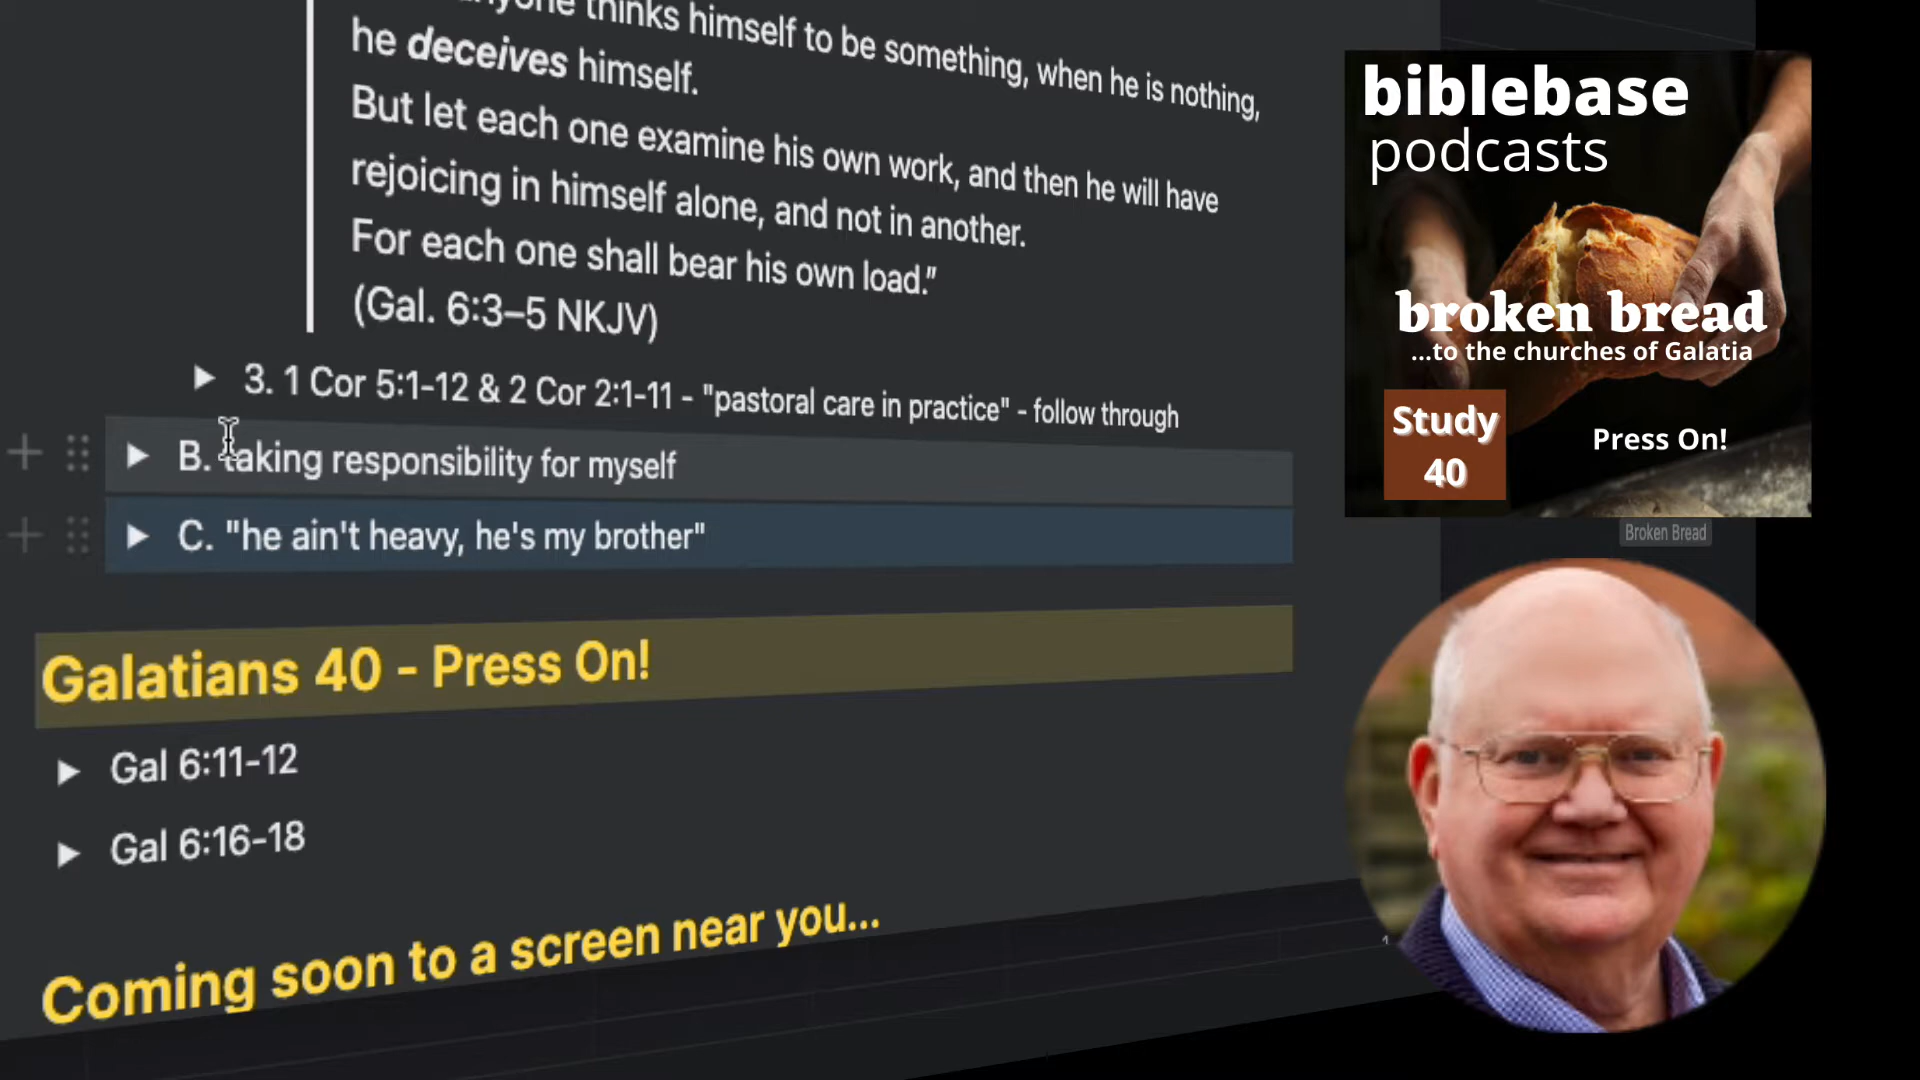 thinks himself to be something, when he is nothing,
he deceives himself.
But let each one examine his own work, and then he will have
rejoicing in himself alone, and not in another.
For each one shall bear his own load.”
(Gal. 6:3–5 NKJV)
3. 1 Cor 5:1-12 & 2 Cor 2:1-11 - "pastoral care in practice" - follow through
B. taking responsibility for myself
C. "he ain't heavy, he's my brother"
Galatians 40 - Press On!
Gal 6:11-12
Gal 6:16-18
Coming soon to a screen near you...
biblebase
podcasts
broken bread
...to the churches of Galatia
Study
40
Press On!
Broken Bread
1